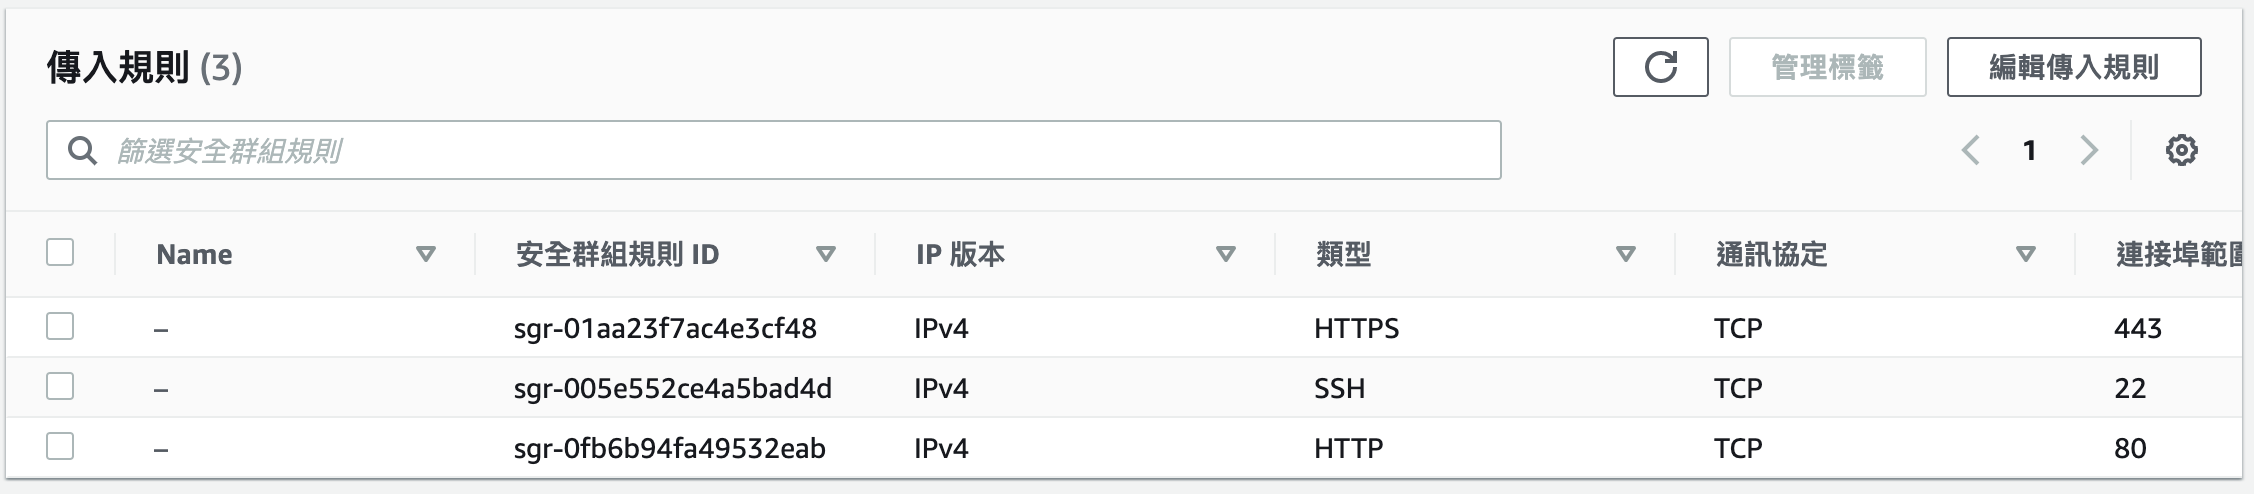 傳入規則 (3)
管理標籤
編輯傳入規則
篩選安全群組規則
1
Name 安全群組規則 ID IP 版本 類型 通訊協定 連接埠範圍
– sgr-01aa23f7ac4e3cf48 IPv4 HTTPS TCP 443
– sgr-005e552ce4a5bad4d IPv4 SSH TCP 22
– sgr-0fb6b94fa49532eab IPv4 HTTP TCP 80